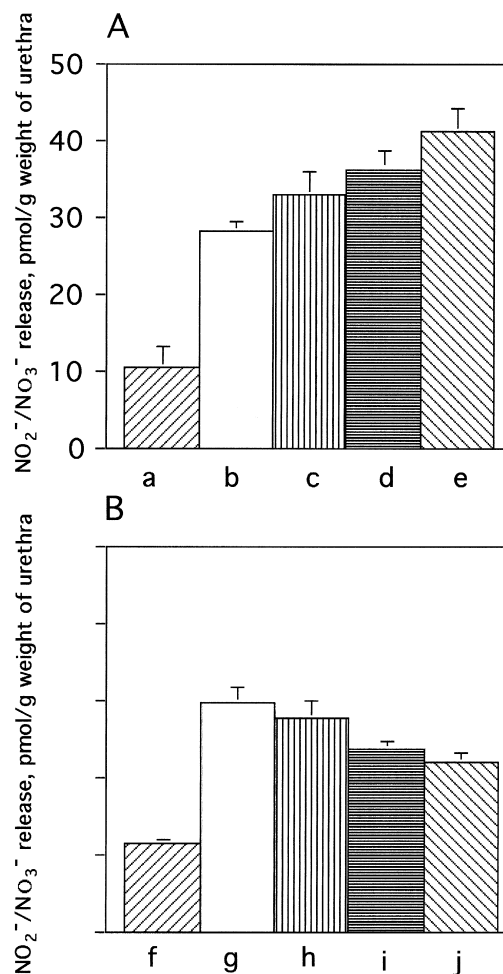 A
NO₂⁻/NO₃⁻ release, pmol/g weight of urethra
50
40
30
20
10
0
a b c d e
B
NO₂⁻/NO₃⁻ release, pmol/g weight of urethra
f g h i j